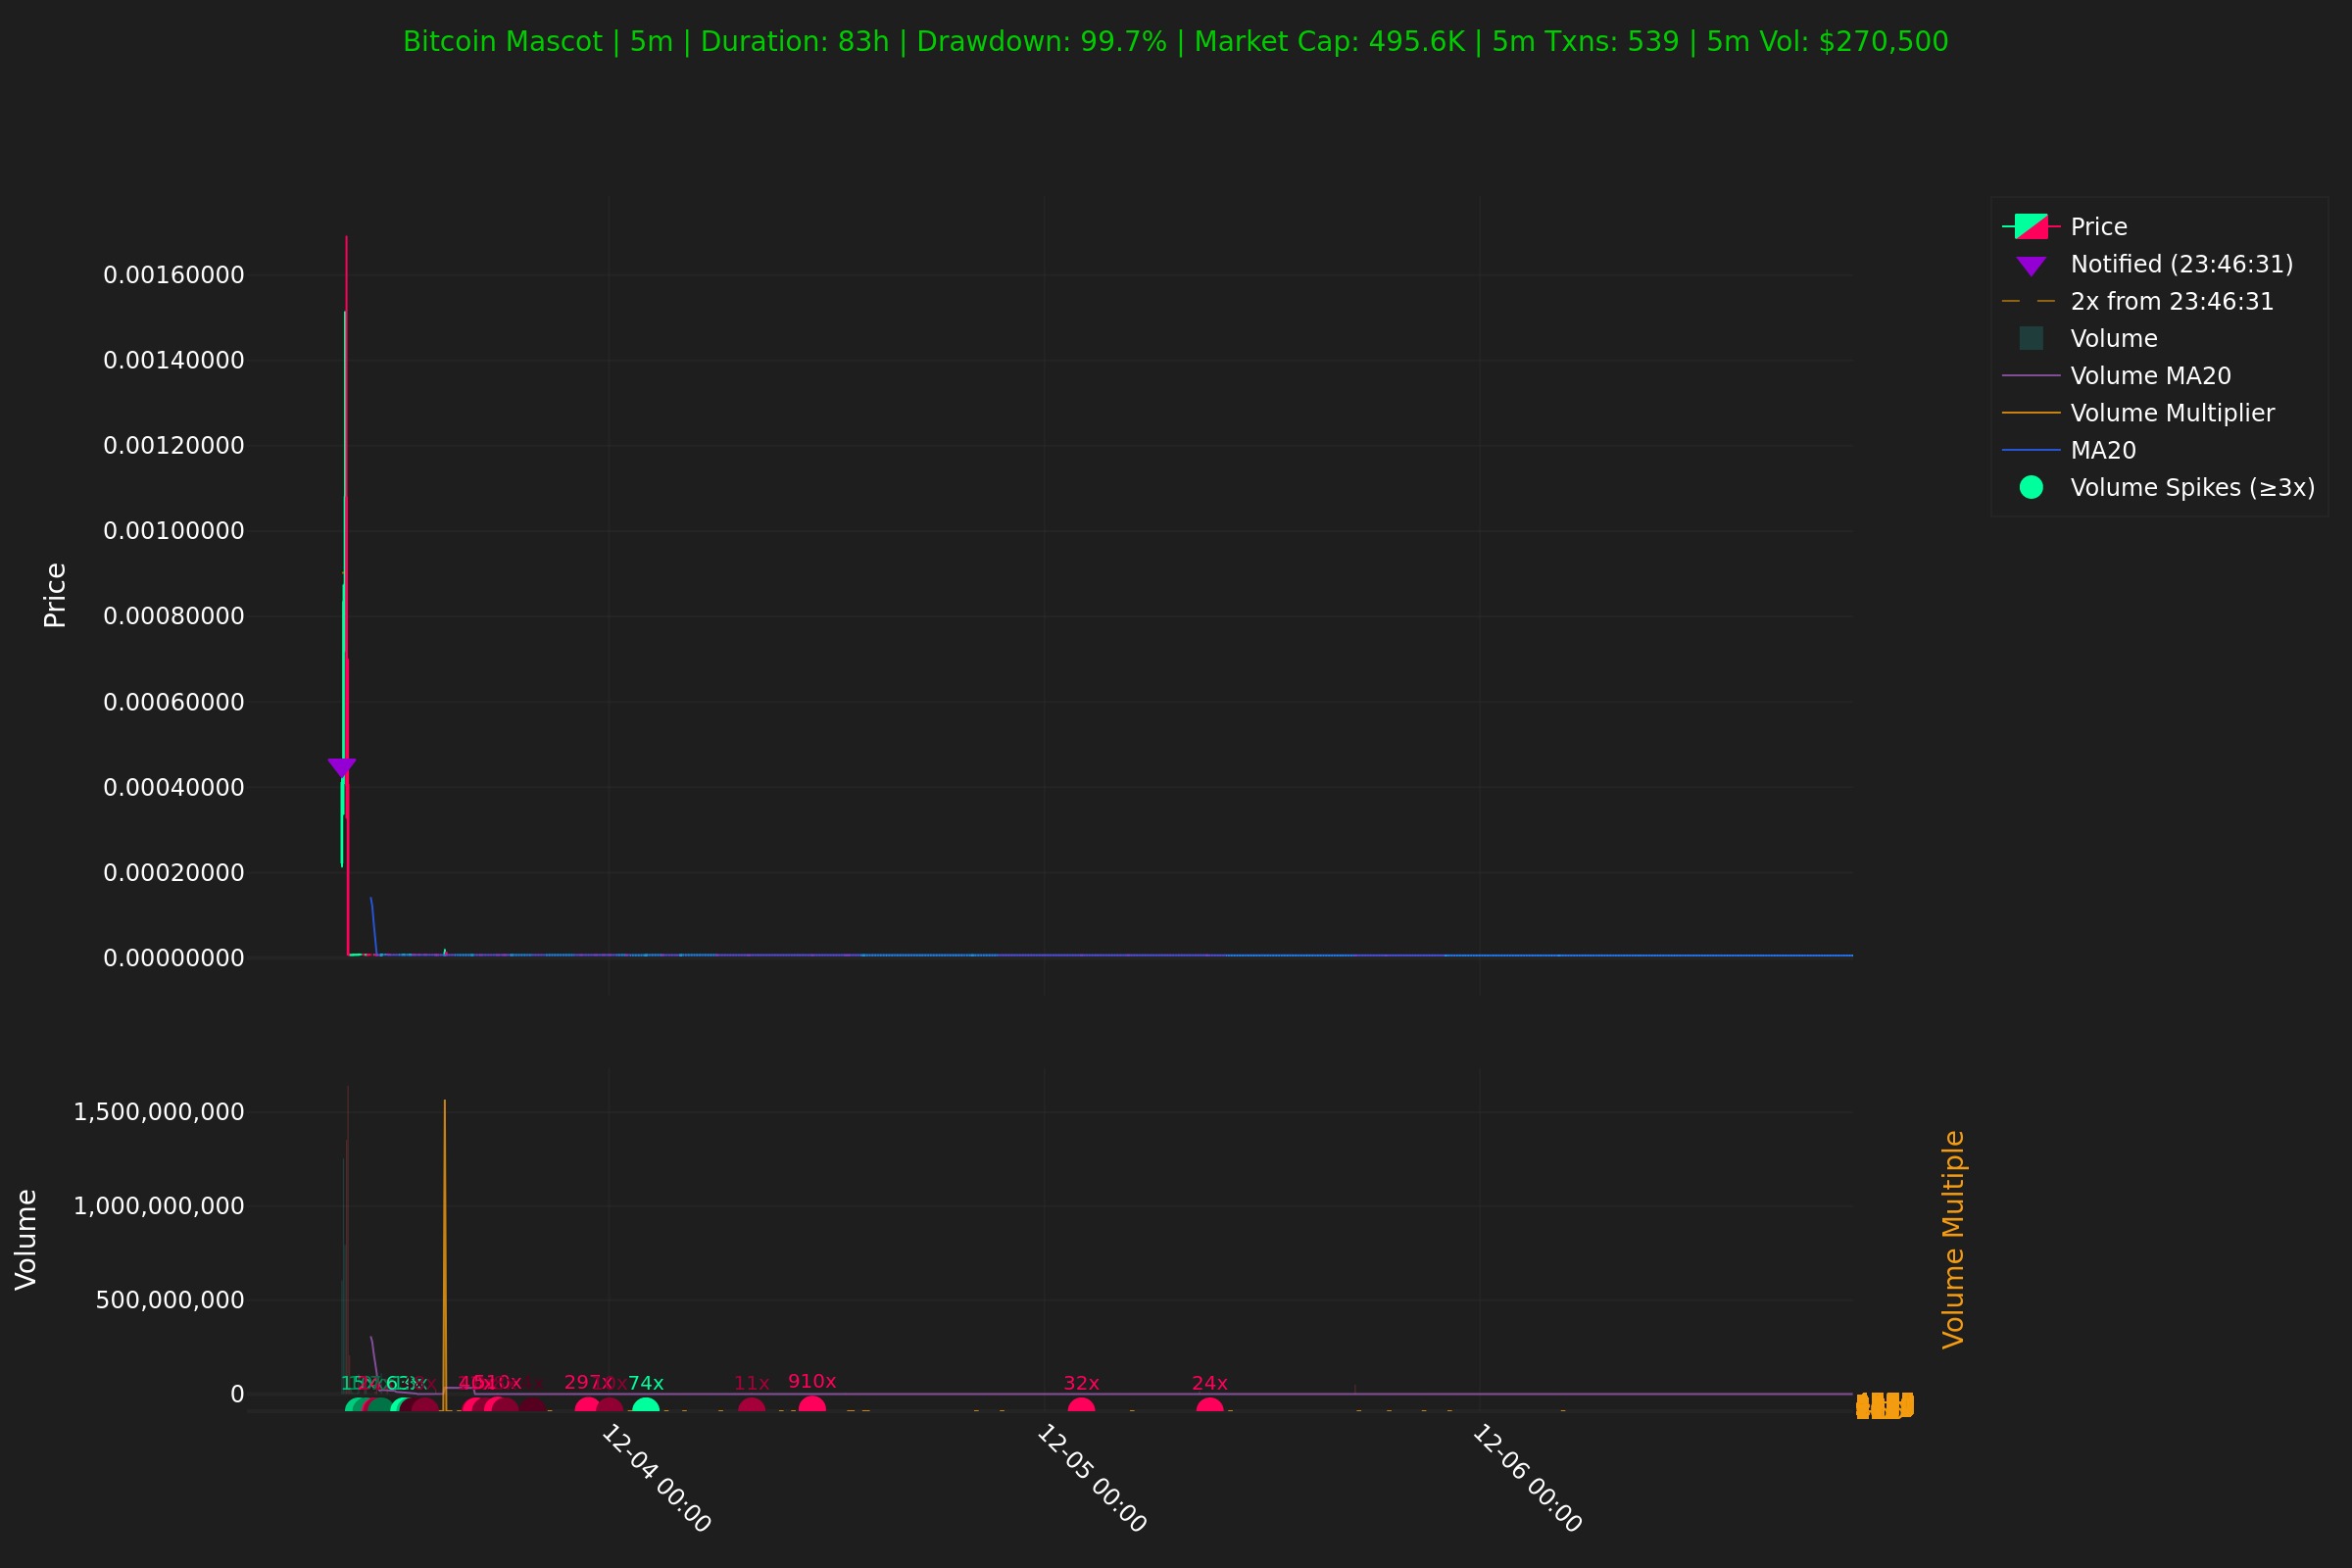 Bitcoin Mascot | 5m | Duration: 83h | Drawdown: 99.7% | Market Cap: 495.6K | 5m Txns: 539 | 5m Vol: $270,500
Price
Notified (23:46:31)
2x from 23:46:31
Volume
Volume MA20
Volume Multiplier
MA20
Volume Spikes (≥3x)
Price
0.00160000
0.00140000
0.00120000
0.00100000
0.00080000
0.00060000
0.00040000
0.00020000
0.00000000
Volume
1,500,000,000
1,000,000,000
500,000,000
0
Volume Multiple
15x
63x
510x
297x
74x
11x
910x
32x
24x
12-04 00:00
12-05 00:00
12-06 00:00